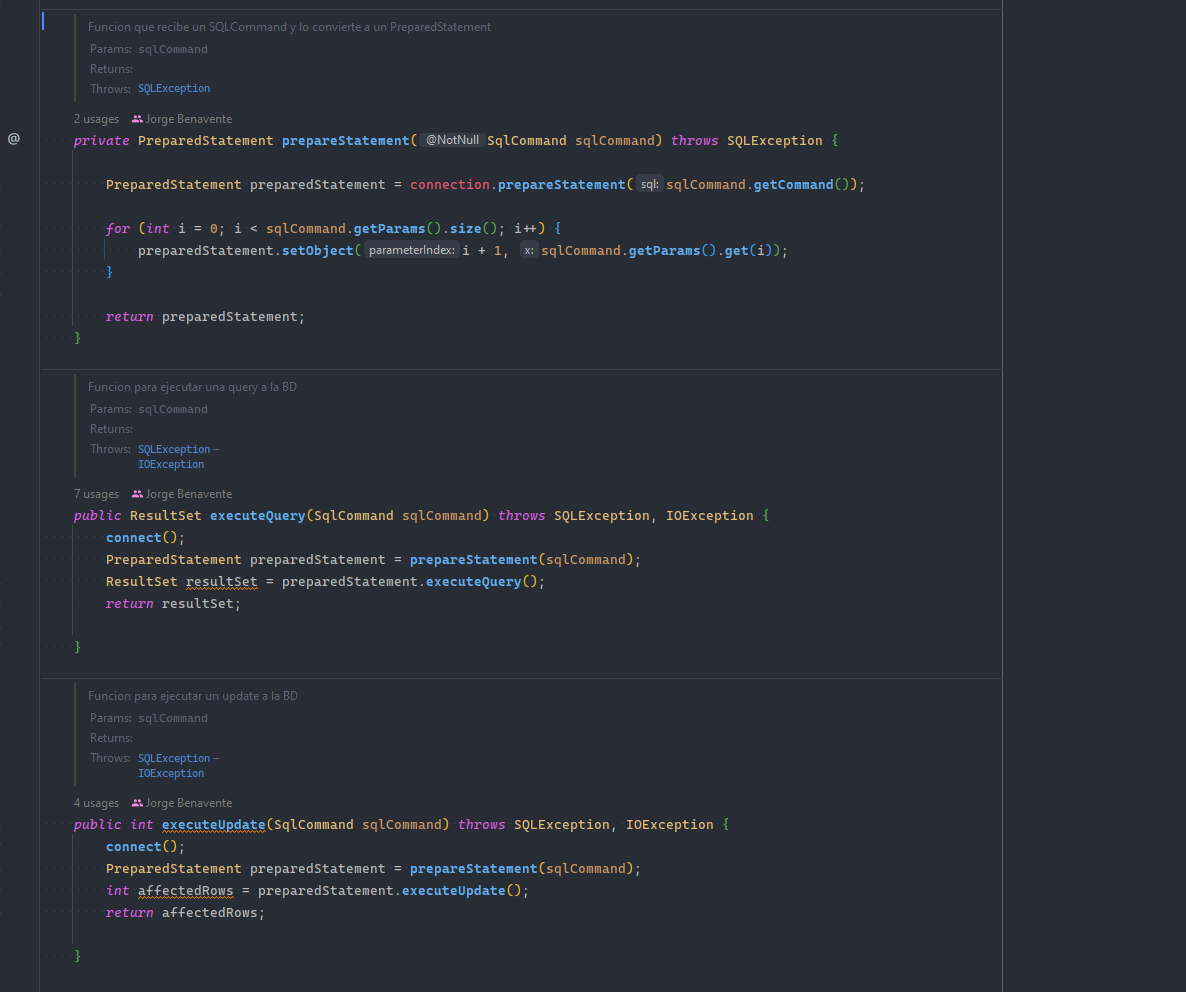 Funcion que recibe un SQLCommand y lo convierte a un PreparedStatement
Params: sqlCommand
Returns:
Throws: SQLException
2 usages Jorge Benavente
@
private PreparedStatement prepareStatement( @NotNull SqlCommand sqlCommand) throws SQLException {
PreparedStatement preparedStatement = connection.prepareStatement( sql: sqlCommand.getCommand());
for (int i = 0; i < sqlCommand.getParams().size(); i++) {
preparedStatement.setObject( parameterIndex: i + 1, x: sqlCommand.getParams().get(i));
}
return preparedStatement;
}
Funcion para ejecutar una query a la BD
Params: sqlCommand
Returns:
Throws: SQLException –
IOException
7 usages Jorge Benavente
public ResultSet executeQuery(SqlCommand sqlCommand) throws SQLException, IOException {
connect();
PreparedStatement preparedStatement = prepareStatement(sqlCommand);
ResultSet resultSet = preparedStatement.executeQuery();
return resultSet;
}
Funcion para ejecutar un update a la BD
Params: sqlCommand
Returns:
Throws: SQLException –
IOException
4 usages Jorge Benavente
public int executeUpdate(SqlCommand sqlCommand) throws SQLException, IOException {
connect();
PreparedStatement preparedStatement = prepareStatement(sqlCommand);
int affectedRows = preparedStatement.executeUpdate();
return affectedRows;
}